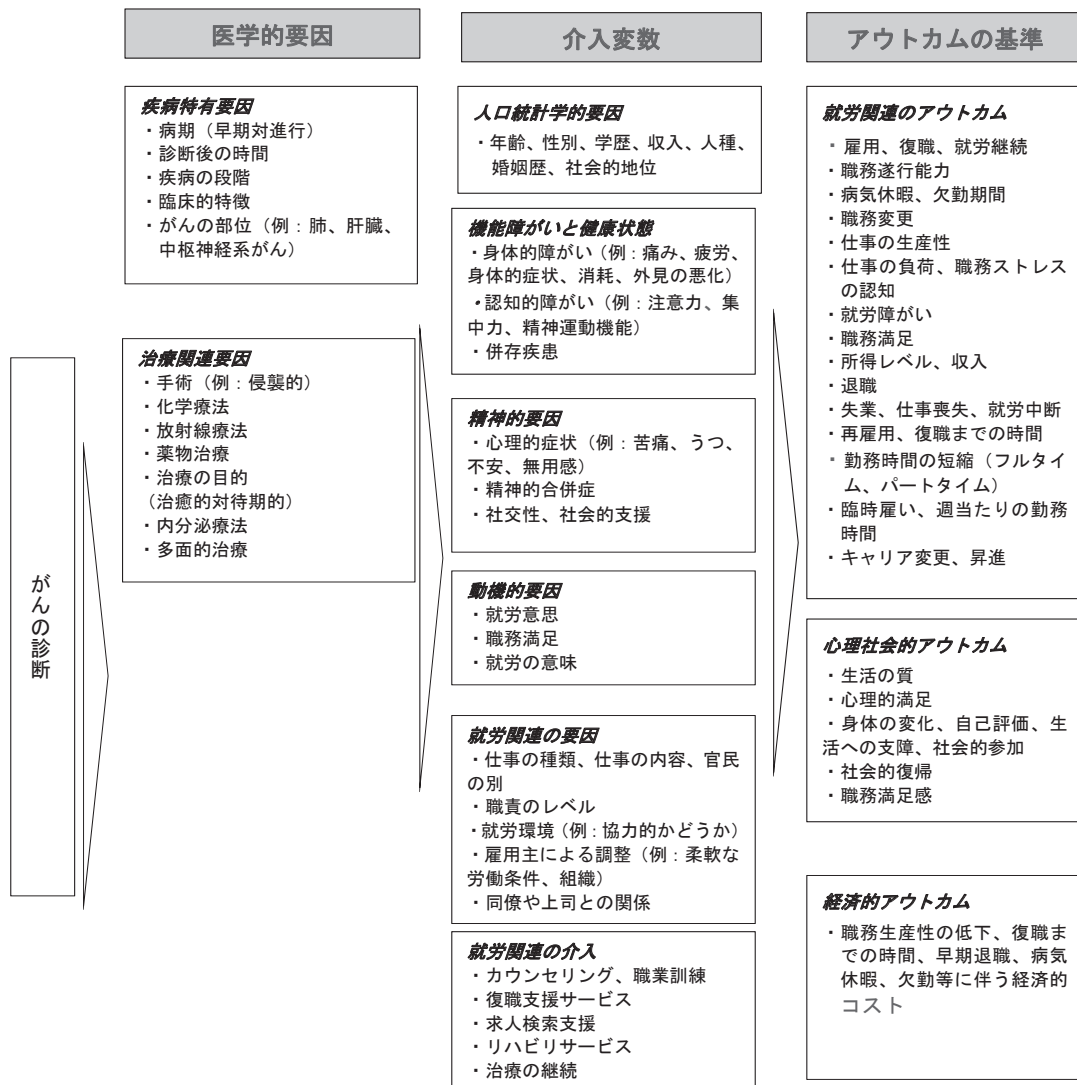 医学的要因
介入変数
アウトカムの基準
がんの診断
疾病特有要因
・病期（早期対進行）
・診断後の時間
・疾病の段階
・臨床的特徴
・がんの部位（例：肺、肝臓、
中枢神経系がん）
治療関連要因
・手術（例：侵襲的）
・化学療法
・放射線療法
・薬物治療
・治療の目的
（治癒的対待期的）
・内分泌療法
・多面的治療
人口統計学的要因
・年齢、性別、学歴、収入、人種、
婚姻歴、社会的地位
機能障がいと健康状態
・身体的障がい（例：痛み、疲労、
身体的症状、消耗、外見の悪化）
・認知的障がい（例：注意力、集
中力、精神運動機能）
・併存疾患
精神的要因
・心理的症状（例：苦痛、うつ、
不安、無用感）
・精神的合併症
・社交性、社会的支援
動機的要因
・就労意思
・職務満足
・就労の意味
就労関連の要因
・仕事の種類、仕事の内容、官民
の別
・職責のレベル
・就労環境（例：協力的かどうか）
・雇用主による調整（例：柔軟な
労働条件、組織）
・同僚や上司との関係
就労関連の介入
・カウンセリング、職業訓練
・復職支援サービス
・求人検索支援
・リハビリサービス
・治療の継続
就労関連のアウトカム
・雇用、復職、就労継続
・職務遂行能力
・病気休暇、欠勤期間
・職務変更
・仕事の生産性
・仕事の負荷、職務ストレス
の認知
・就労障がい
・職務満足
・所得レベル、収入
・退職
・失業、仕事喪失、就労中断
・再雇用、復職までの時間
・勤務時間の短縮（フルタイ
ム、パートタイム）
・臨時雇い、週当たりの勤務
時間
・キャリア変更、昇進
心理社会的アウトカム
・生活の質
・心理的満足
・身体の変化、自己評価、生
活への支障、社会的参加
・社会的復帰
・職務満足感
経済的アウトカム
・職務生産性の低下、復職ま
での時間、早期退職、病気
休暇、欠勤等に伴う経済的
コスト